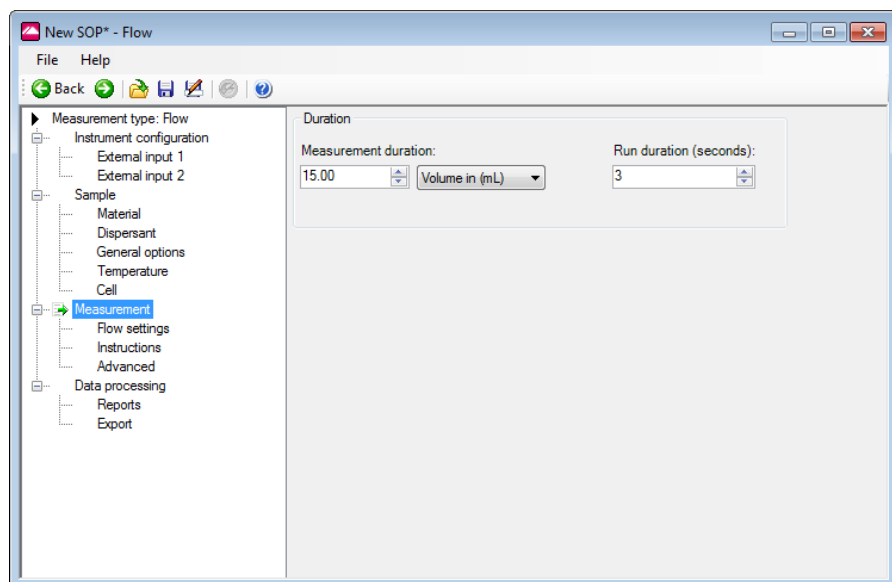 New SOP* - Flow
File Help
Back
Measurement type: Flow
Instrument configuration
External input 1
External input 2
Sample
Material
Dispersant
General options
Temperature
Cell
Measurement
Flow settings
Instructions
Advanced
Data processing
Reports
Export
Duration
Measurement duration: Run duration (seconds):
15.00 Volume in (mL) 3